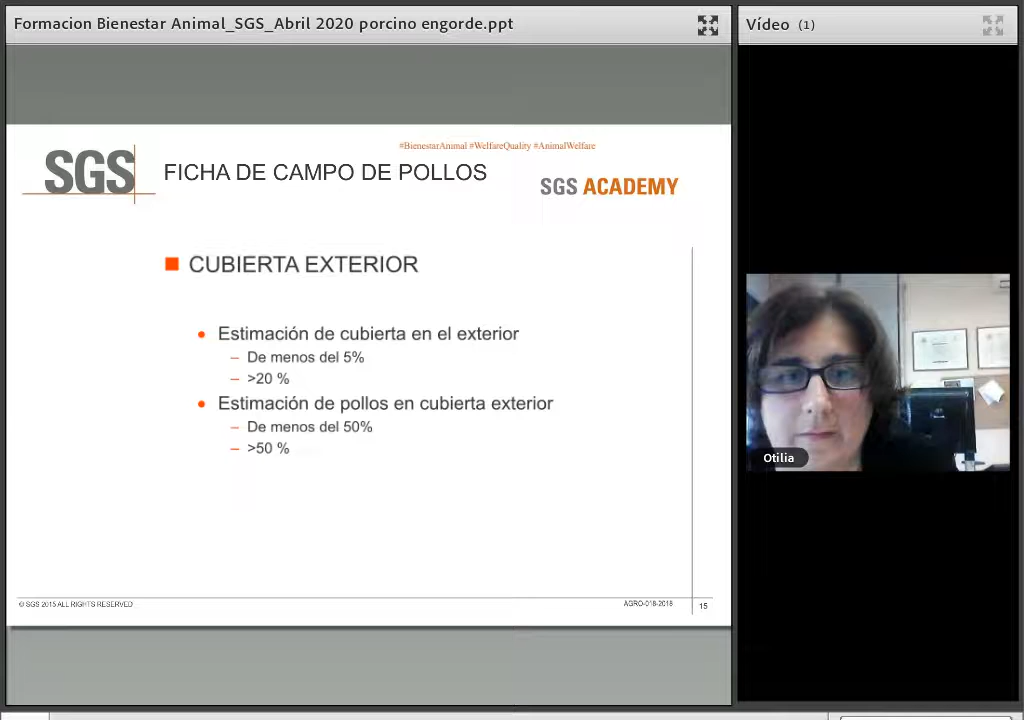 Formacion Bienestar Animal_SGS_Abril 2020 porcino engorde.ppt
Vídeo (1)
#BienestarAnimal #WelfareQuality #AnimalWelfare
SGS
FICHA DE CAMPO DE POLLOS
SGS ACADEMY
CUBIERTA EXTERIOR
Estimación de cubierta en el exterior
– De menos del 5%
– >20 %
Estimación de pollos en cubierta exterior
– De menos del 50%
– >50 %
Otilia
© SGS 2015 ALL RIGHTS RESERVED
AGRO-018-2018
15